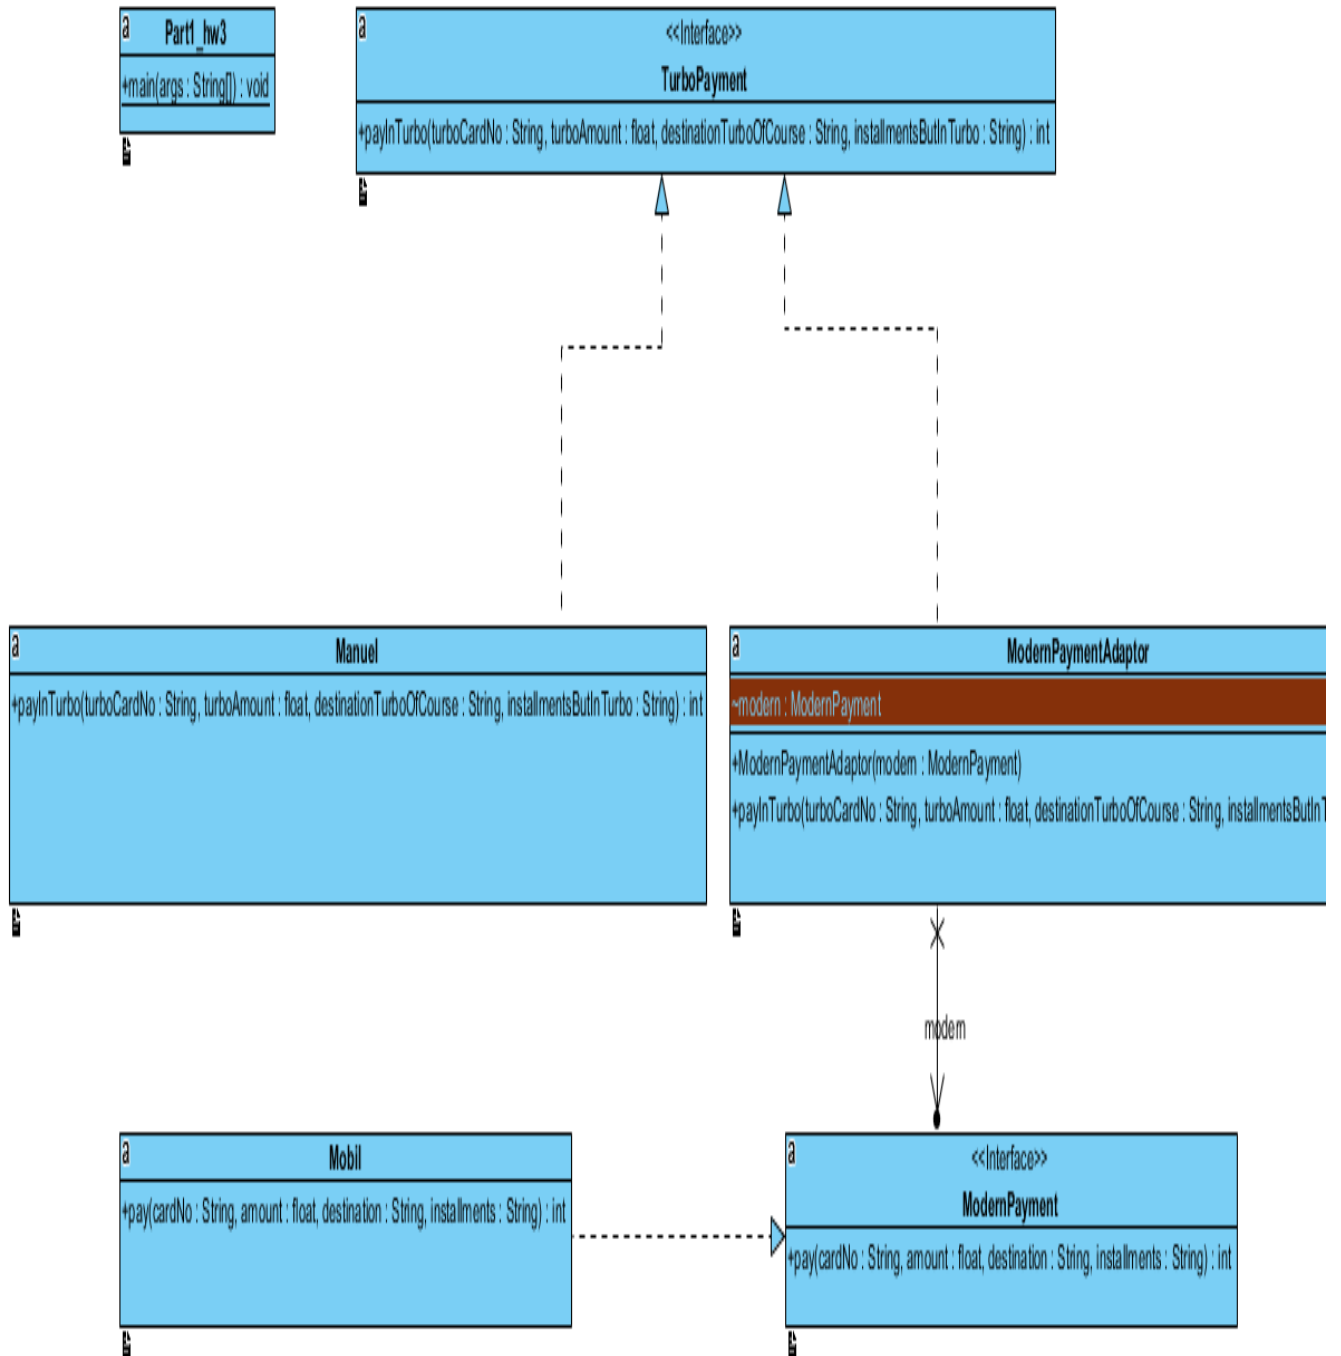 a
Part1_hw3
+main(args : String[]) : void
a
<<Interface>>
TurboPayment
+payInTurbo(turboCardNo : String, turboAmount : float, destinationTurboOfCourse : String, installmentsButInTurbo : String) : int
a
Manuel
+payInTurbo(turboCardNo : String, turboAmount : float, destinationTurboOfCourse : String, installmentsButInTurbo : String) : int
a
ModernPaymentAdaptor
~modern : ModernPayment
+ModernPaymentAdaptor(modern : ModernPayment)
+payInTurbo(turboCardNo : String, turboAmount : float, destinationTurboOfCourse : String, installmentsButInT
modern
a
Mobil
+pay(cardNo : String, amount : float, destination : String, installments : String) : int
a
<<Interface>>
ModernPayment
+pay(cardNo : String, amount : float, destination : String, installments : String) : int